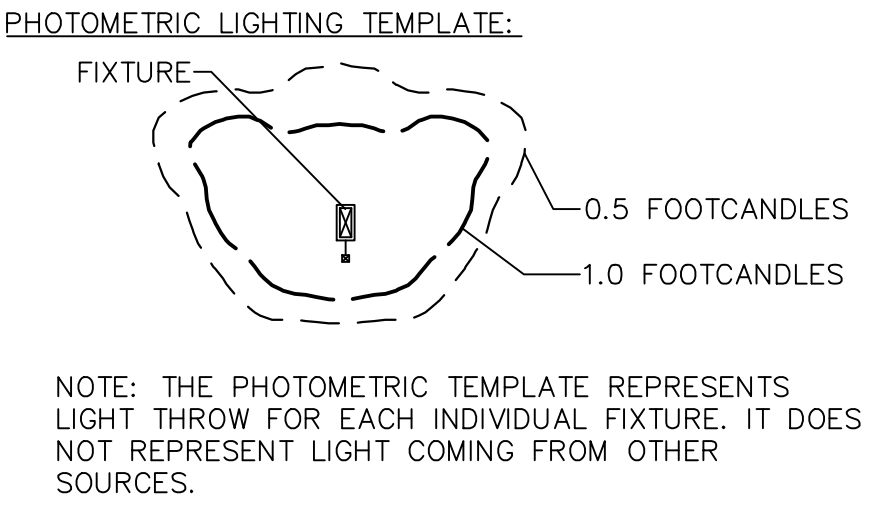 PHOTOMETRIC LIGHTING TEMPLATE:
FIXTURE
0.5 FOOTCANDLES
1.0 FOOTCANDLES
NOTE: THE PHOTOMETRIC TEMPLATE REPRESENTS
LIGHT THROW FOR EACH INDIVIDUAL FIXTURE. IT DOES
NOT REPRESENT LIGHT COMING FROM OTHER
SOURCES.